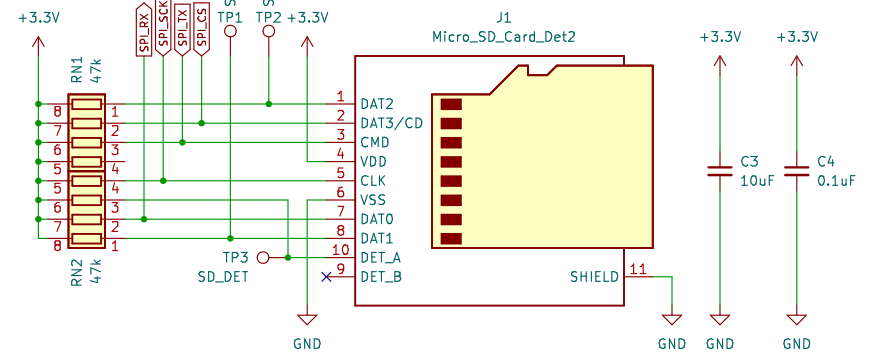 +3.3V
SPI_RX
SPI_SCK
SPI_TX
SPI_CS
TP1
TP2
+3.3V
J1
Micro_SD_Card_Det2
+3.3V
+3.3V
RN1
47k
8
1
7
2
6
3
5
4
5
4
6
3
7
2
8
1
RN2
47k
1
DAT2
2
DAT3/CD
3
CMD
4
VDD
5
CLK
6
VSS
7
DAT0
8
DAT1
10
DET_A
9
DET_B
TP3
SD_DET
SHIELD
11
C3
10uF
C4
0.1uF
GND
GND
GND
GND